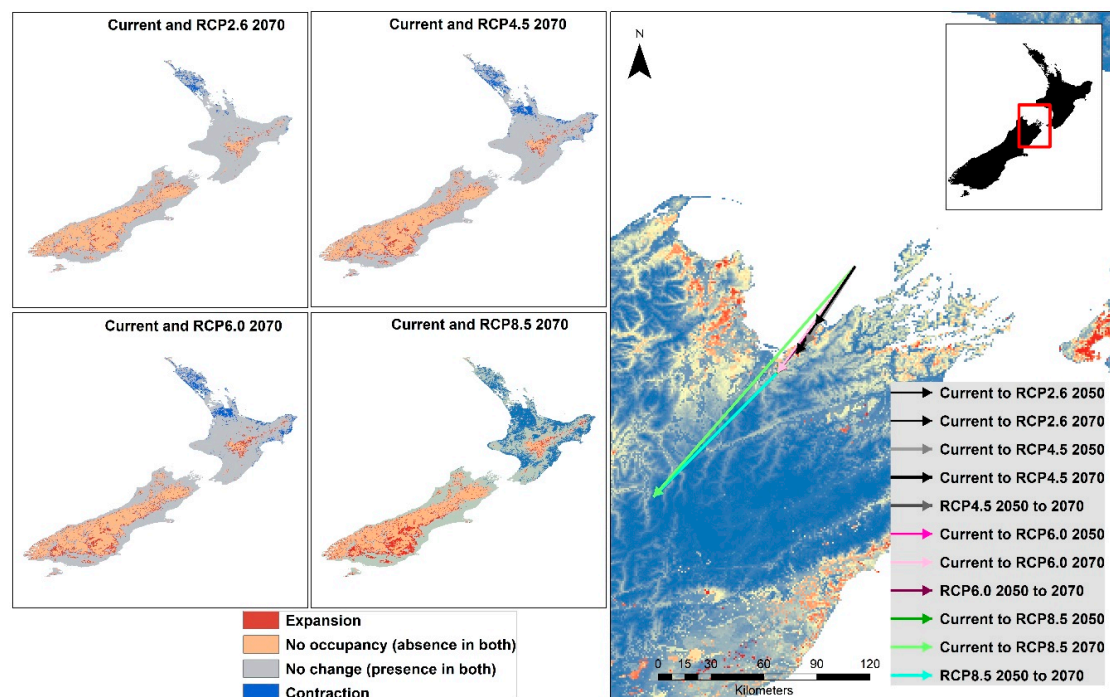 Current and RCP2.6 2070
Current and RCP4.5 2070
Current and RCP6.0 2070
Current and RCP8.5 2070
Expansion
No occupancy (absence in both)
No change (presence in both)
Contraction
N
Current to RCP2.6 2050
Current to RCP2.6 2070
Current to RCP4.5 2050
Current to RCP4.5 2070
RCP4.5 2050 to 2070
Current to RCP6.0 2050
Current to RCP6.0 2070
RCP6.0 2050 to 2070
Current to RCP8.5 2050
Current to RCP8.5 2070
RCP8.5 2050 to 2070
0 15 30 60 90 120
Kilometers